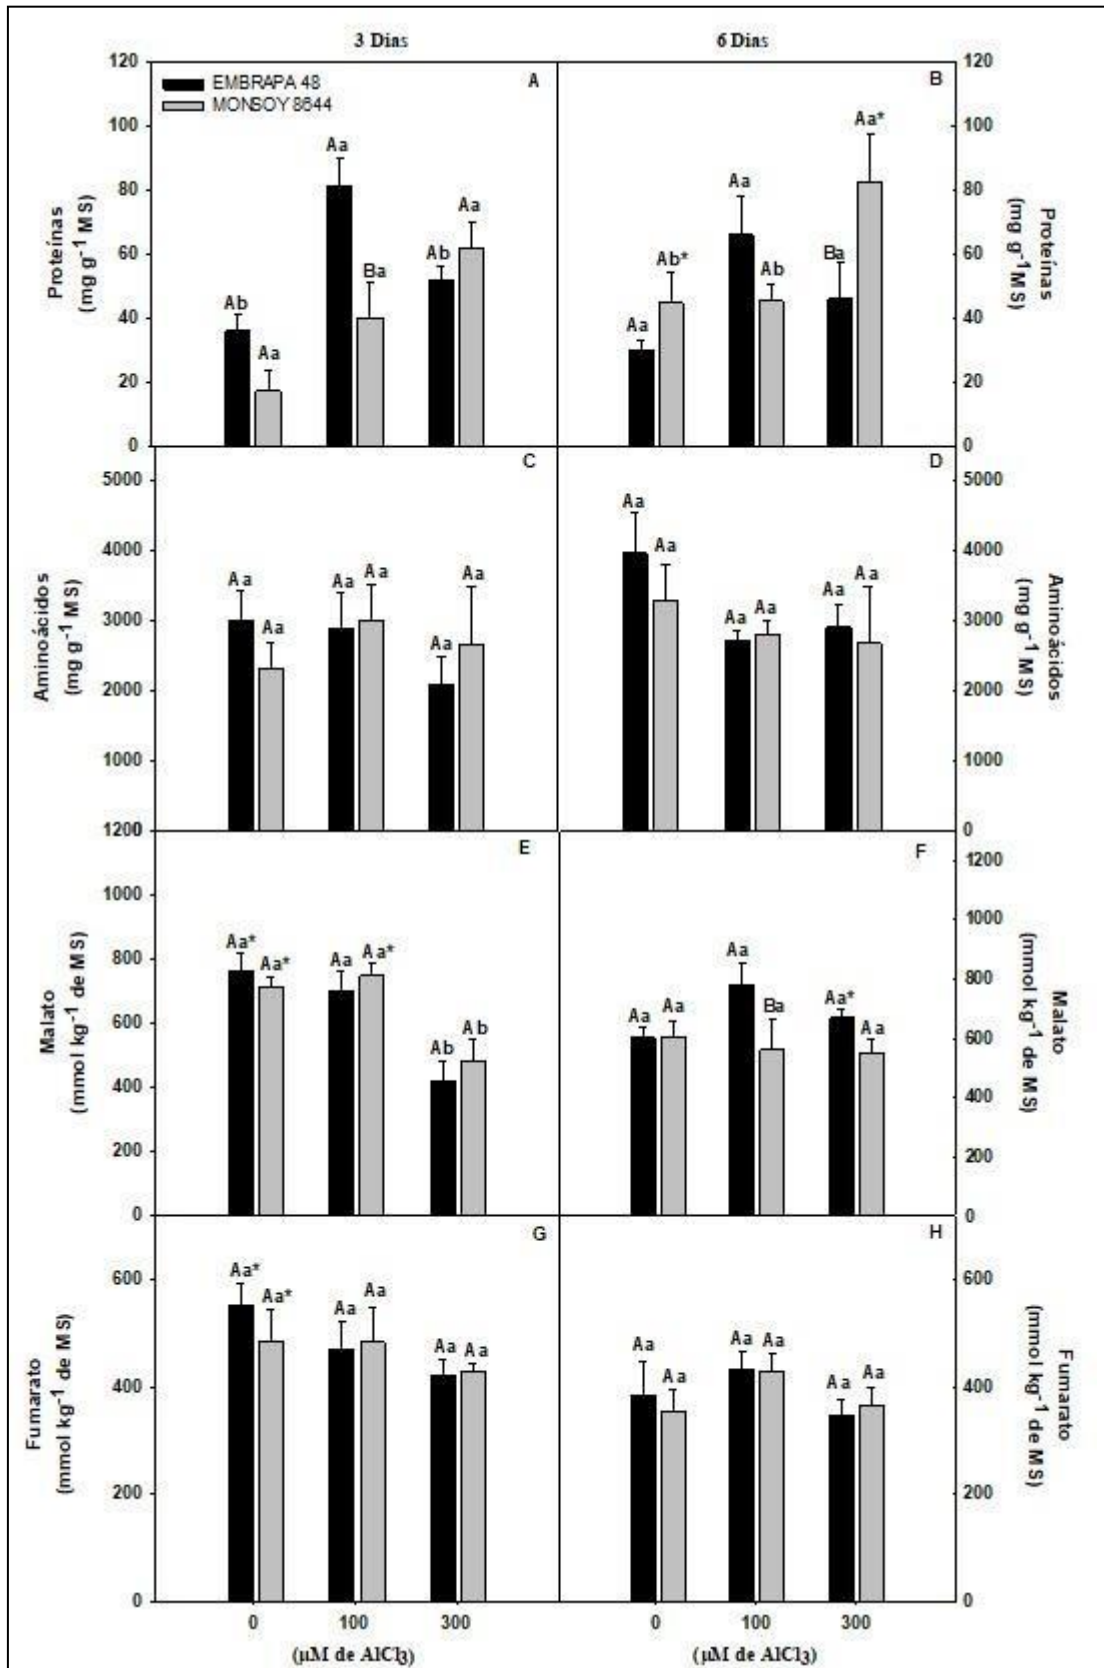 3 Dias
6 Dias
EMBRAPA 48
MONSOY 8644
A
Proteínas
(mg g⁻¹ MS)
120
100
80
60
40
20
0
Ab
Aa
Aa
Ba
Ab
Aa
B
Aa
Ab*
Aa
Ab
Ba
Aa*
120
100
80
60
40
20
0
Proteínas
(mg g⁻¹MS)
C
Aminoácidos
(mg g⁻¹ MS)
5000
4000
3000
2000
1000
Aa
Aa
Aa
Aa
Aa
Aa
D
Aa
Aa
Aa
Aa
Aa
Aa
5000
4000
3000
2000
1000
0
Aminoácidos
(mg g⁻¹MS)
E
Malato
(mmol kg⁻¹ de MS)
1200
1000
800
600
400
200
0
Aa*
Aa*
Aa
Aa*
Ab
Ab
F
Aa
Aa
Aa
Ba
Aa*
Aa
1200
1000
800
600
400
200
0
Malato
(mmol kg⁻¹ de MS)
G
Fumarato
(mmol kg⁻¹ de MS)
600
400
200
0
Aa*
Aa*
Aa
Aa
Aa
Aa
H
Aa
Aa
Aa
Aa
Aa
Aa
600
400
200
0
Fumarato
(mmol kg⁻¹ de MS)
0
100
300
0
100
300
(µM de AlCl₃)
(µM de AlCl₃)